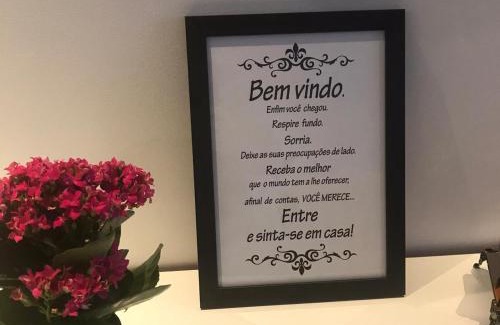 Bem vindo.
Enfim você chegou.
Respire fundo.
Sorria.
Deixe as suas preocupações de lado.
Receba o melhor
que o mundo tem a lhe oferecer,
afinal de contas, VOCÊ MERECE...
Entre
e sinta-se em casa!